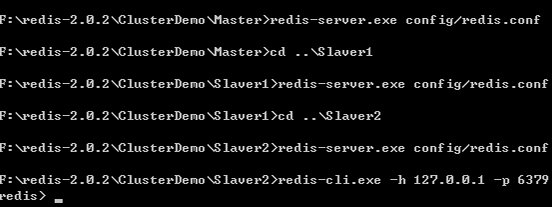 F:\redis-2.0.2\ClusterDemo\Master>redis-server.exe config/redis.conf
F:\redis-2.0.2\ClusterDemo\Master>cd ..\Slaver1
F:\redis-2.0.2\ClusterDemo\Slaver1>redis-server.exe config/redis.conf
F:\redis-2.0.2\ClusterDemo\Slaver1>cd ..\Slaver2
F:\redis-2.0.2\ClusterDemo\Slaver2>redis-server.exe config/redis.conf
F:\redis-2.0.2\ClusterDemo\Slaver2>redis-cli.exe -h 127.0.0.1 -p 6379
redis> _